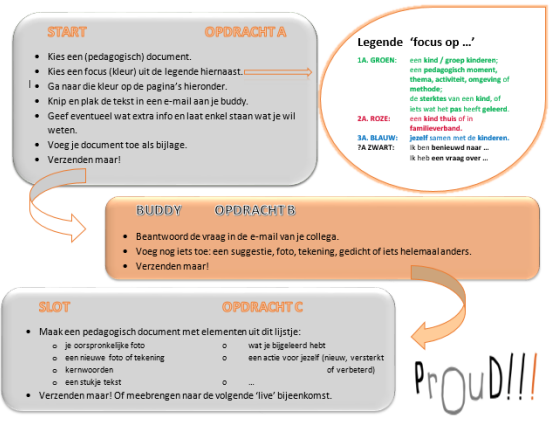 START OPDRACHT A
Kies een (pedagogisch) document.
Kies een focus (kleur) uit de legende hiernaast.
Ga naar die kleur op de pagina's hieronder.
Knip en plak de tekst in een e-mail aan je buddy.
Geef eventueel wat extra info en laat enkel staan wat je wil
weten.
Voeg je document toe als bijlage.
Verzenden maar!
Legende 'focus op ...'
1A. GROEN: een kind / groep kinderen;
een pedagogisch moment,
thema, activiteit, omgeving of
methode;
de sterktes van een kind, of
iets wat het pas heeft geleerd.
2A. ROZE: een kind thuis of in
familieverband.
3A. BLAUW: jezelf samen met de kinderen.
?A ZWART: Ik ben benieuwd naar ...
Ik heb een vraag over ...
BUDDY OPDRACHT B
Beantwoord de vraag in de e-mail van je collega.
Voeg nog iets toe: een suggestie, foto, tekening, gedicht of iets helemaal anders.
Verzenden maar!
SLOT OPDRACHT C
Maak een pedagogisch document met elementen uit dit lijstje:
o je oorspronkelijke foto o wat je bijgeleerd hebt
o een nieuwe foto of tekening o een actie voor jezelf (nieuw, versterkt
o kernwoorden of verbeterd)
o een stukje tekst o ...
Verzenden maar! Of meebrengen naar de volgende 'live' bijeenkomst.
PrOuD!!!